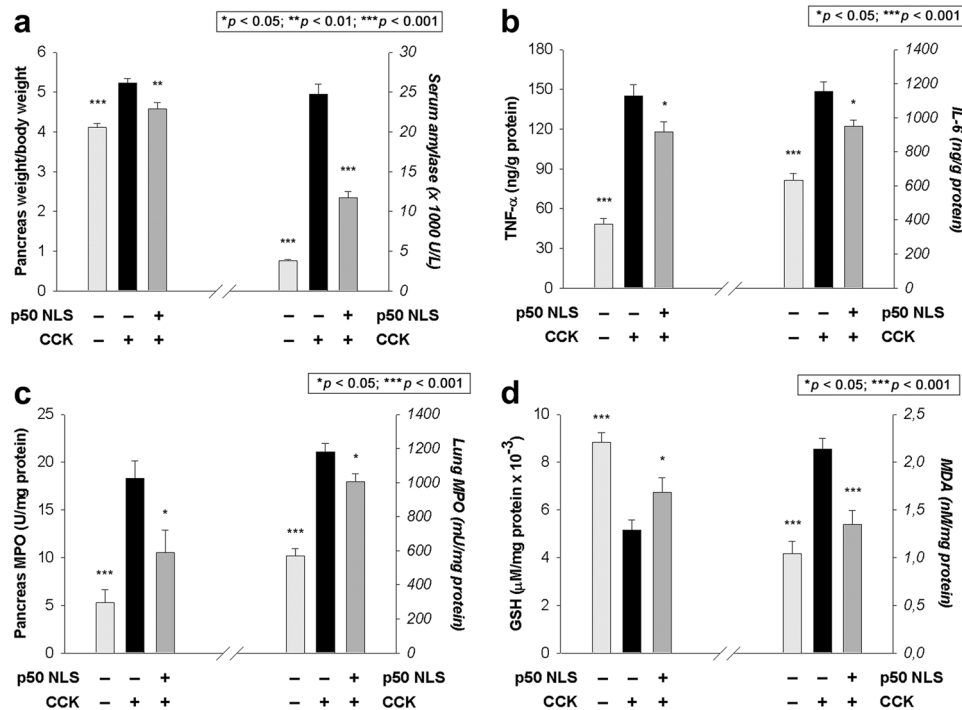 a
*p < 0.05; **p < 0.01; ***p < 0.001
Pancreas weight/body weight
6
5
4
3
2
1
0
*** ** *** ***
Serum amylase (x 1000 U/L)
30
25
20
15
10
5
0
p50 NLS – – + – – + p50 NLS
CCK – + + – + + CCK
b
*p < 0.05; ***p < 0.001
TNF-α (ng/g protein)
180
150
120
90
60
30
0
*** * *** *
IL-6 (ng/g protein)
1400
1200
1000
800
600
400
200
0
p50 NLS – – + – – + p50 NLS
CCK – + + – + + CCK
c
*p < 0.05; ***p < 0.001
Pancreas MPO (U/mg protein)
25
20
15
10
5
0
*** * *** *
Lung MPO (mU/mg protein)
1400
1200
1000
800
600
400
200
0
p50 NLS – – + – – + p50 NLS
CCK – + + – + + CCK
d
*p < 0.05; ***p < 0.001
GSH (μM/mg protein x 10-3
10
8
6
4
2
0
*** * *** ***
MDA (nM/mg protein)
2,5
2,0
1,5
1,0
0,5
0,0
p50 NLS – – + – – + p50 NLS
CCK – + + – + + CCK